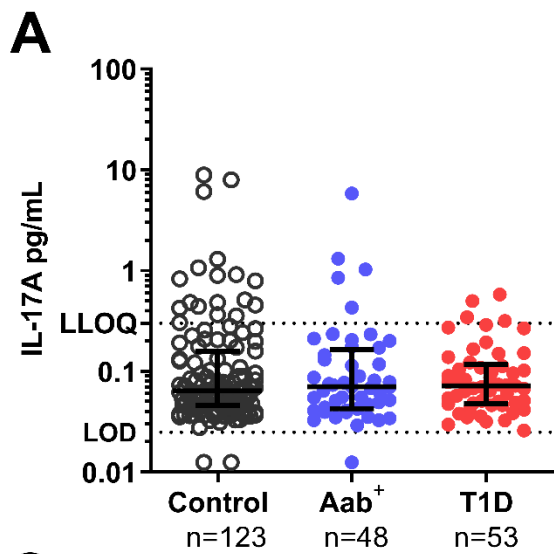 A
IL-17A pg/mL
100
10
1
LLOQ
0.1
LOD
0.01
Control Aab+ T1D
n=123 n=48 n=53